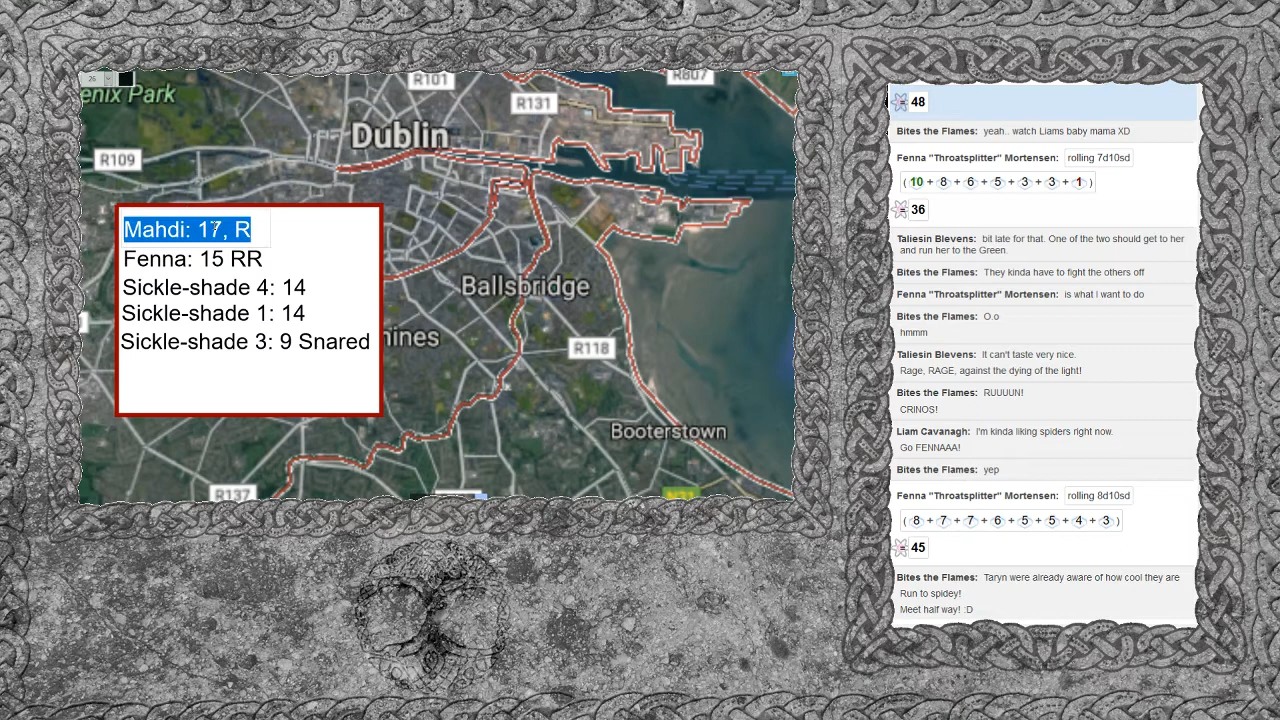 26
enix Park
R101
R807
R131
Dublin
R109
Mahdi: 17, R
Fenna: 15 RR
Sickle-shade 4: 14
Sickle-shade 1: 14
Sickle-shade 3: 9 Snared
Ballsbridge
nines
R118
Booterstown
R137
48
Bites the Flames: yeah.. watch Liams baby mama XD
Fenna "Throatsplitter" Mortensen: rolling 7d10sd
(10+8+6+5+3+3+1)
= 36
Taliesin Blevens: bit late for that. One of the two should get to her
and run her to the Green.
Bites the Flames: They kinda have to fight the others off
Fenna "Throatsplitter" Mortensen: is what I want to do
Bites the Flames: O.o
hmmm
Taliesin Blevens: It can't taste very nice.
Rage, RAGE, against the dying of the light!
Bites the Flames: RUUUUN!
CRINOS!
Liam Cavanagh: I'm kinda liking spiders right now.
Go FENNAAA!
Bites the Flames: yep
Fenna "Throatsplitter" Mortensen: rolling 8d10sd
(8+7+7+6+5+5+4+3)
= 45
Bites the Flames: Taryn were already aware of how cool they are
Run to spidey!
Meet half way! :D